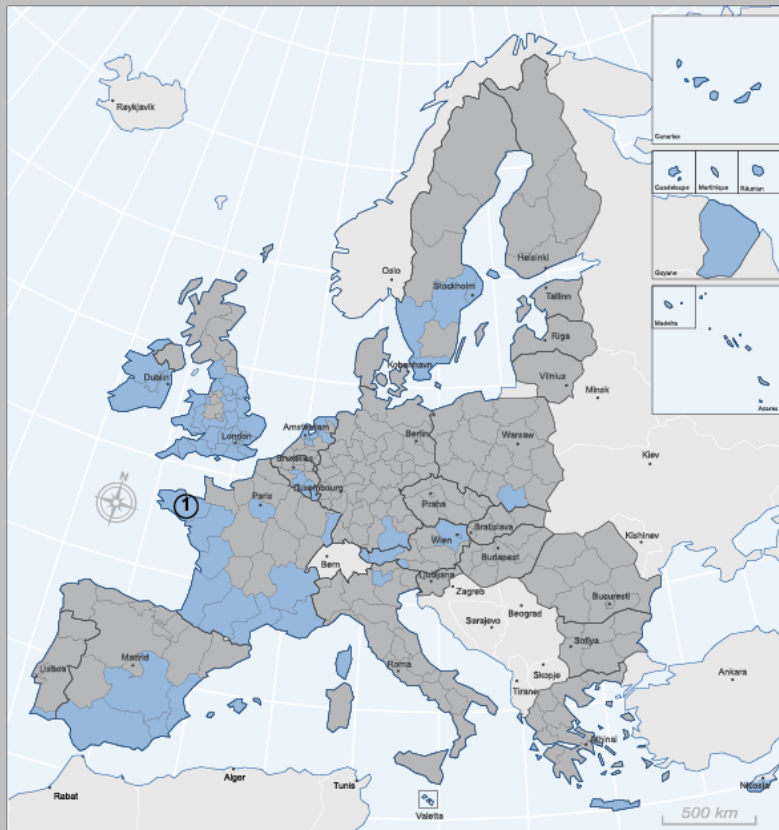 Canarias
Reykjavik
Guadeloupe
Martinique
Réunion
Guyane
Helsinki
Oslo
Stockholm
Tallinn
Madeira
Riga
København
Dublin
Vilnius
Minsk
Acores
Amsterdam
Berlin
London
Warsaw
Bruxelles
Kiev
N
Luxembourg
Paris
Praha
1
Bratislava
Wien
Kishinev
Budapest
Bern
Ljubljana
Zagreb
Bucuresti
Beograd
Sarajevo
Sofiya
Madrid
Lisboa
Roma
Skopje
Ankara
Tirane
Athinai
Alger
Tunis
Nicosia
Rabat
Valetta
500 km